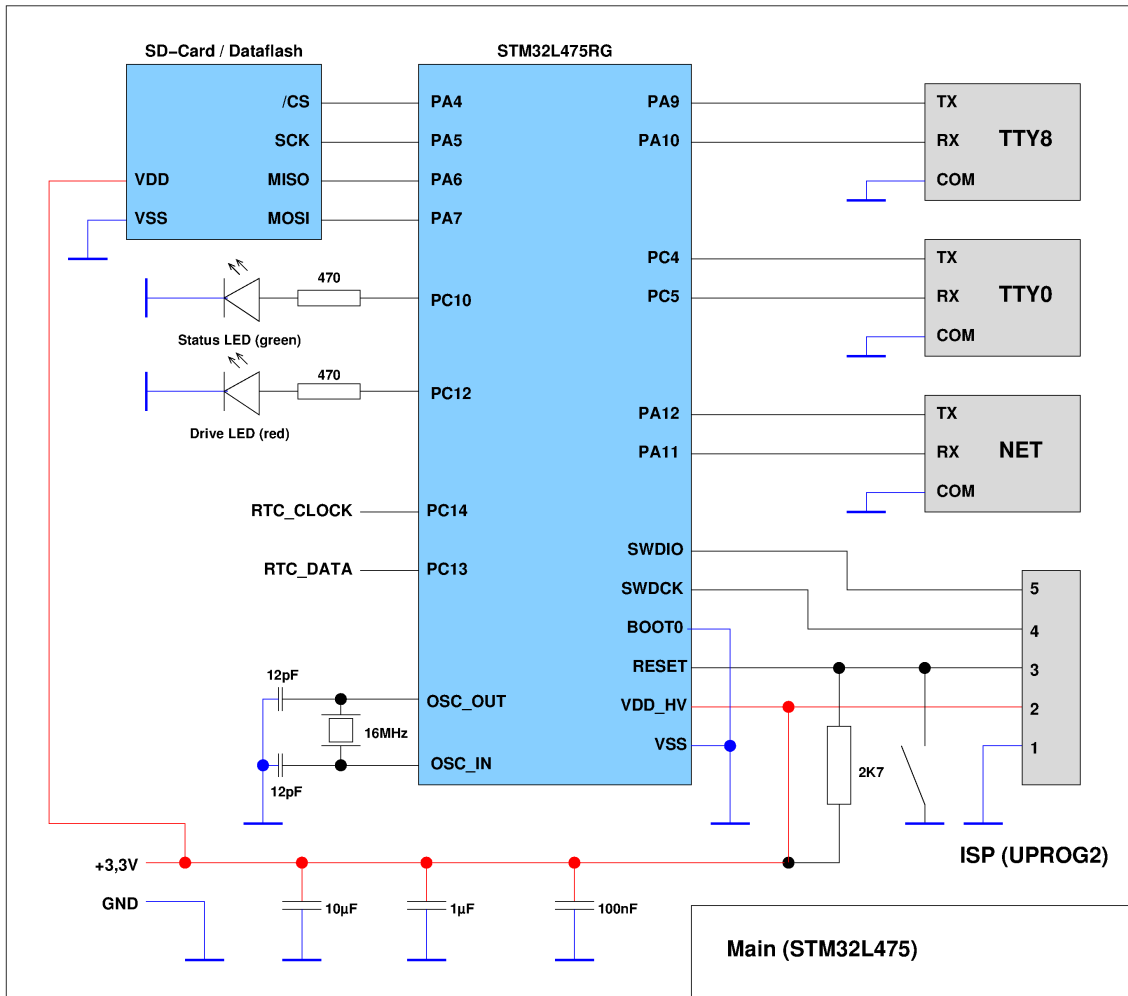 SD-Card / Dataflash
STM32L475RG
/CS
SCK
VDD
MISO
VSS
MOSI
PA4
PA5
PA6
PA7
PA9
PA10
TX
RX
TTY8
COM
470
PC10
Status LED (green)
470
PC12
Drive LED (red)
PC4
PC5
TX
RX
TTY0
COM
PA12
PA11
TX
RX
NET
COM
RTC_CLOCK
PC14
RTC_DATA
PC13
SWDIO
SWDCK
BOOT0
RESET
VDD_HV
VSS
5
4
3
2
1
12pF
OSC_OUT
16MHz
OSC_IN
12pF
2K7
ISP (UPROG2)
+3,3V
GND
10µF
1µF
100nF
Main (STM32L475)